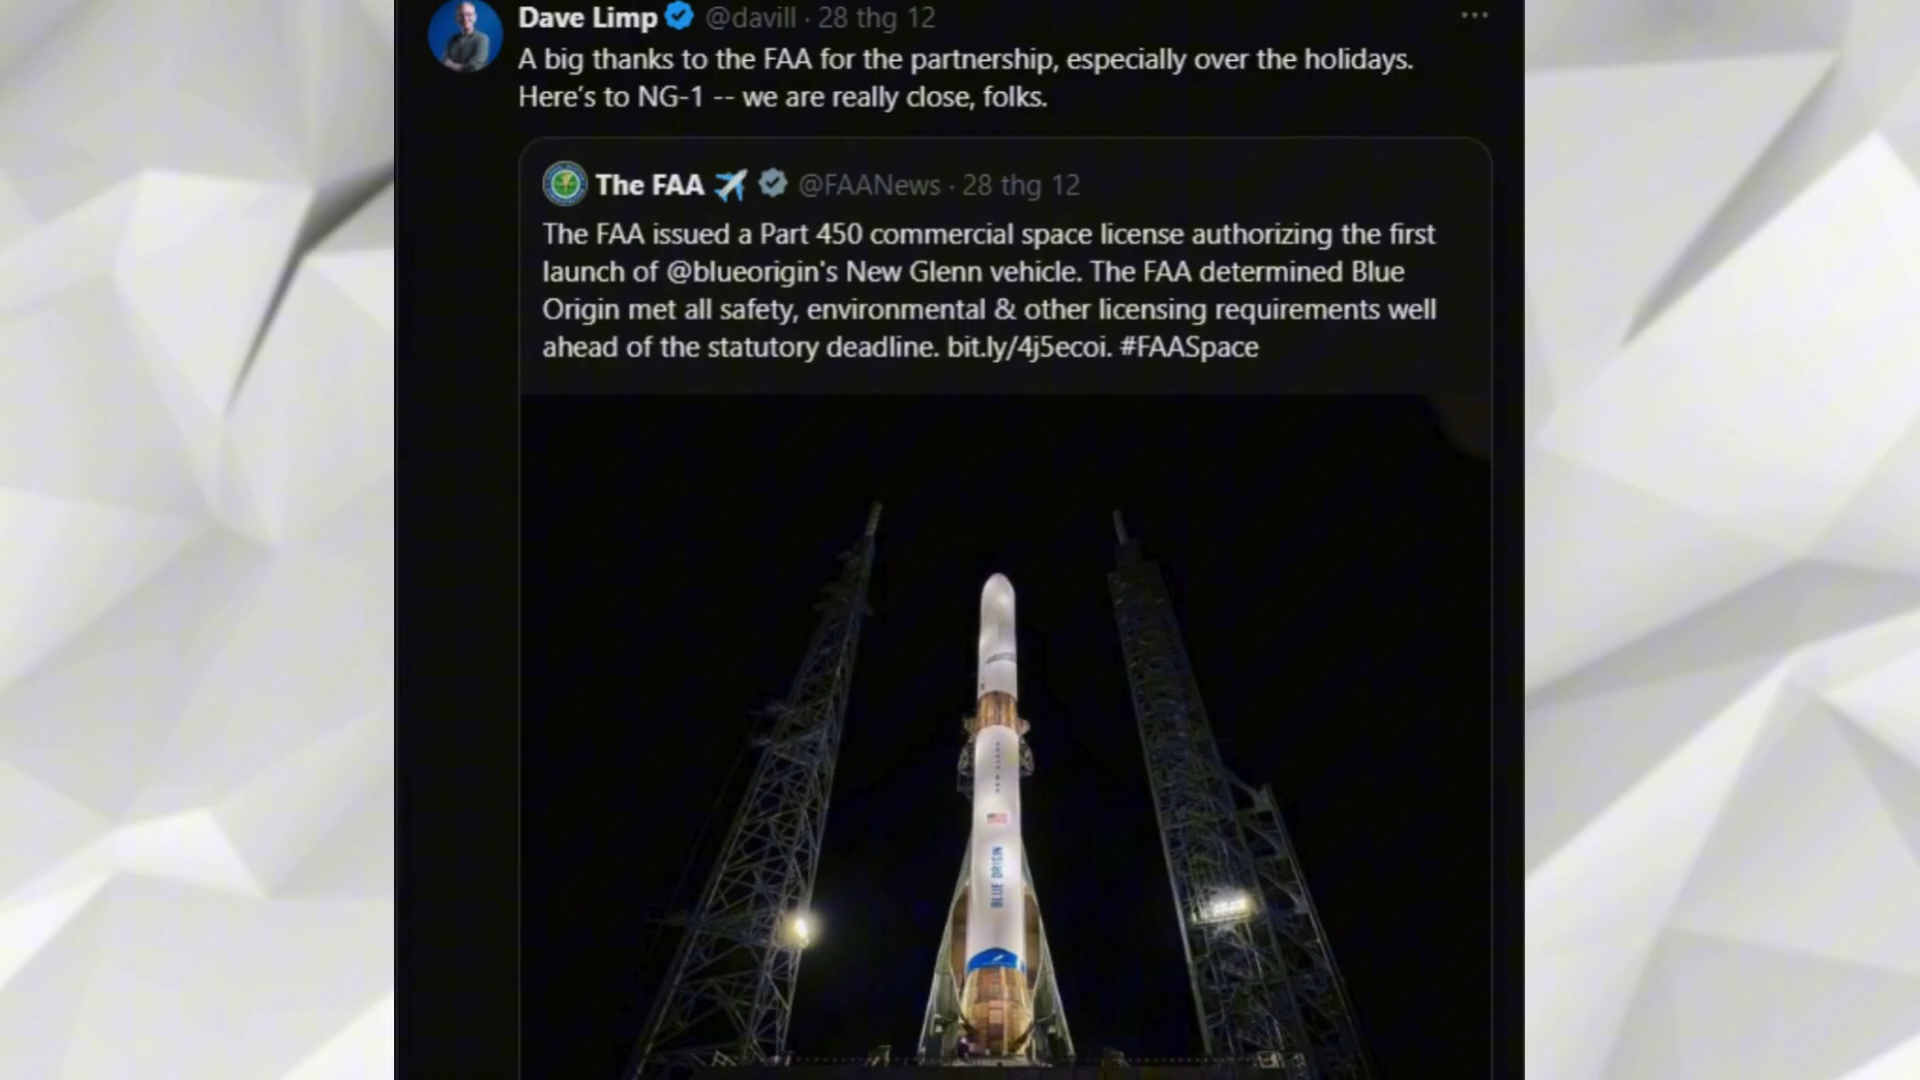 Dave Limp @davill · 28 thg 12
A big thanks to the FAA for the partnership, especially over the holidays.
Here's to NG-1 -- we are really close, folks.
The FAA @FAANews · 28 thg 12
The FAA issued a Part 450 commercial space license authorizing the first
launch of @blueorigin's New Glenn vehicle. The FAA determined Blue
Origin met all safety, environmental & other licensing requirements well
ahead of the statutory deadline. bit.ly/4j5ecoi. #FAASpace
NEW GLENN
BLUE ORIGIN